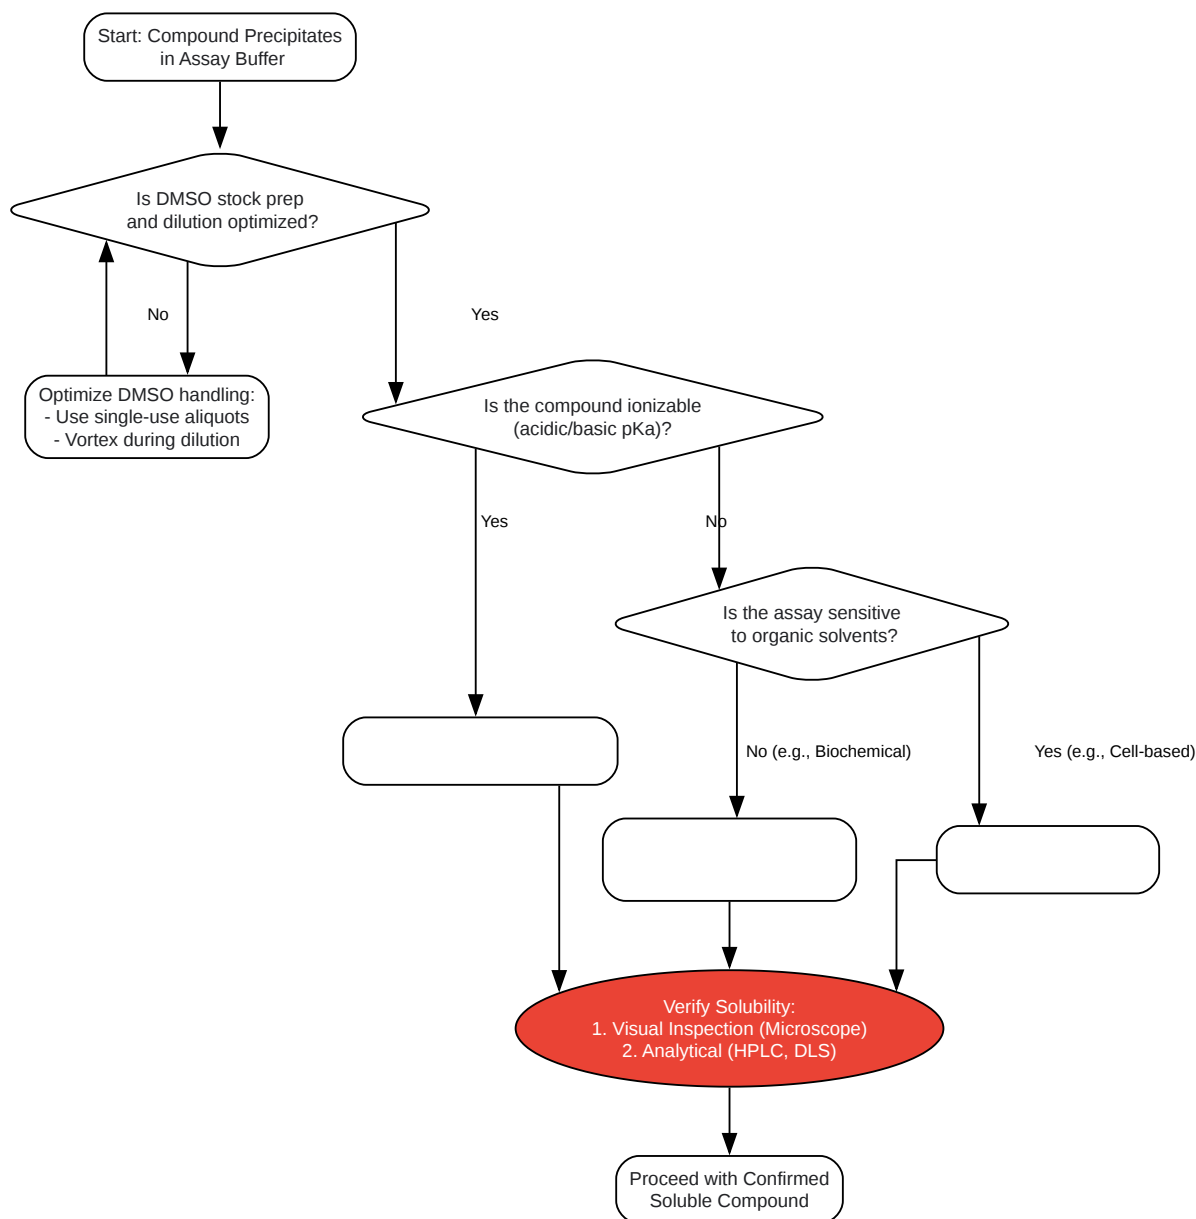 Start: Compound Precipitates
in Assay Buffer
Is DMSO stock prep
and dilution optimized?
No
Yes
Optimize DMSO handling:
- Use single-use aliquots
- Vortex during dilution
Is the compound ionizable
(acidic/basic pKa)?
Yes
No
Is the assay sensitive
to organic solvents?
No (e.g., Biochemical)
Yes (e.g., Cell-based)
Verify Solubility:
1. Visual Inspection (Microscope)
2. Analytical (HPLC, DLS)
Proceed with Confirmed
Soluble Compound